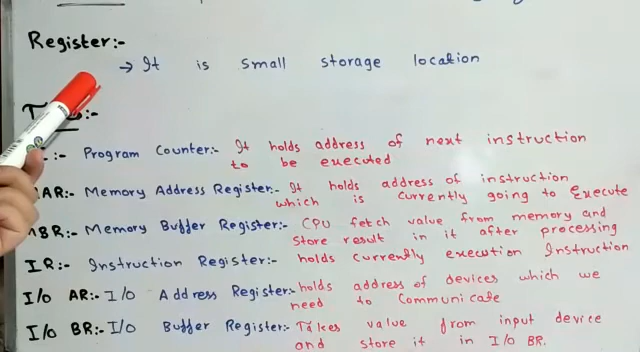 Register:-
→ It is small storage location
:-
:- Program Counter:- It holds address of next instruction
to be executed
AR:- Memory Address Register:- It holds address of instruction
which is currently going to Execute
BR:- Memory Buffer Register:- CPU fetch value from memory and
Store result in it after processing
IR:- Instruction Register:- holds currently execution Instruction
I/o AR:- I/O Address Register:- holds address of devices which we
need to Communicate
I/o BR:- I/O Buffer Register:- Takes value from input device
and store it in I/O BR.